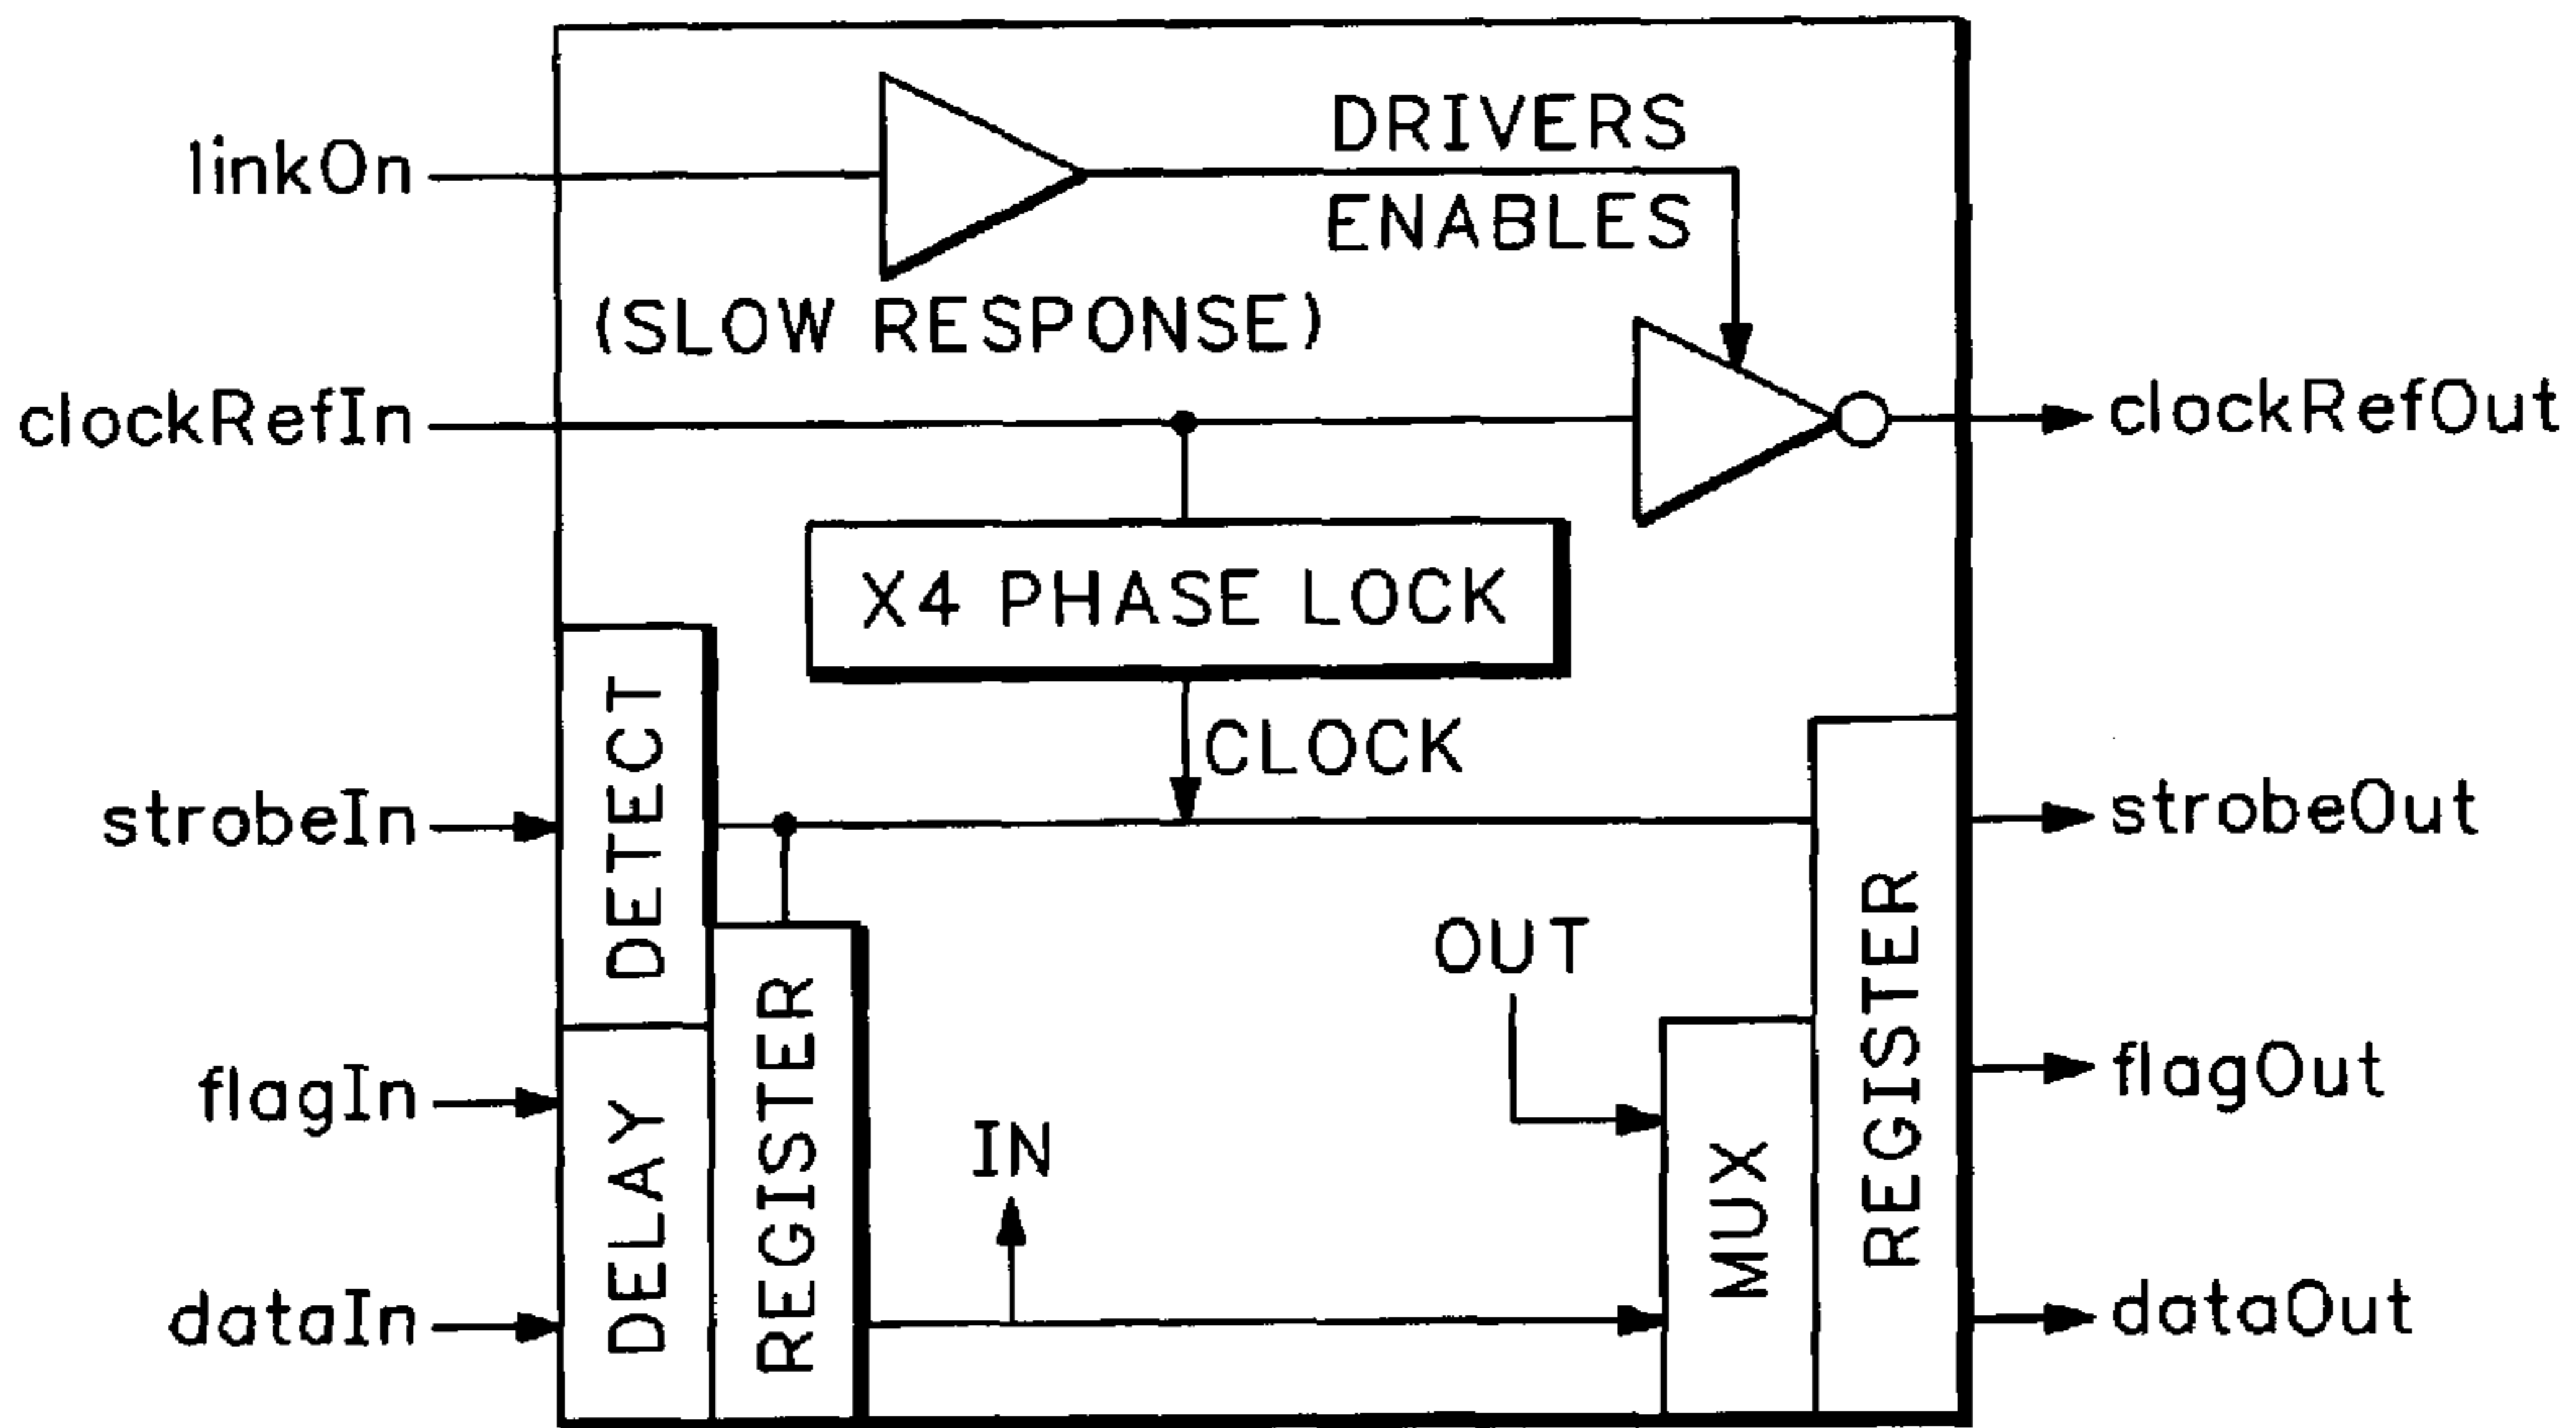 linkOn
DRIVERS
ENABLES
(SLOW RESPONSE)
clockRefIn
clockRefOut
X4 PHASE LOCK
CLOCK
DETECT
strobeIn
strobeOut
OUT
REGISTER
flagIn
flagOut
DELAY
REGISTER
IN
MUX
dataIn
dataOut